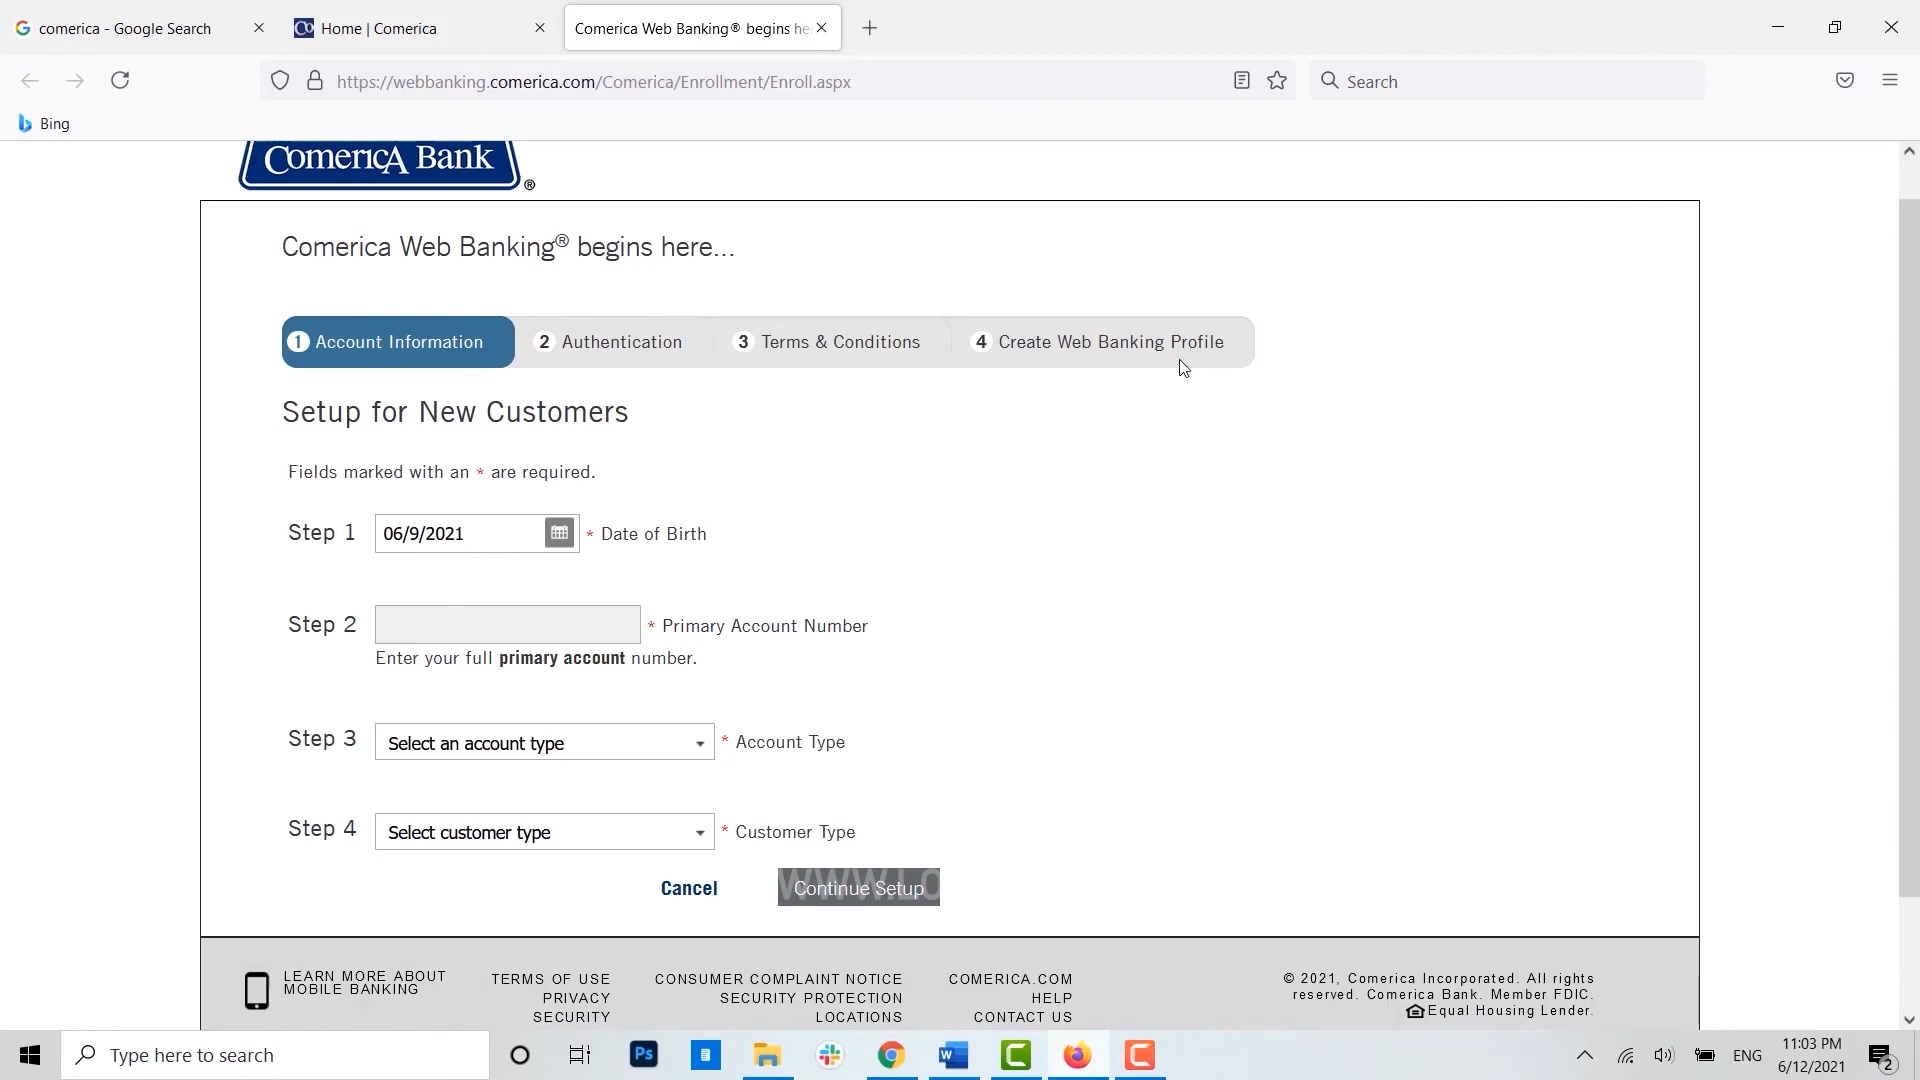 comerica - Google Search
Home | Comerica
Comerica Web Banking® begins he
https://webbanking.comerica.com/Comerica/Enrollment/Enroll.aspx
Search
Bing
ComericA Bank ®
Comerica Web Banking® begins here...
1 Account Information
2 Authentication
3 Terms & Conditions
4 Create Web Banking Profile
Setup for New Customers
Fields marked with an * are required.
Step 1 06/9/2021 * Date of Birth
Step 2 * Primary Account Number
Enter your full primary account number.
Step 3 Select an account type * Account Type
Step 4 Select customer type * Customer Type
Cancel
Continue Setup
WWW.LO
LEARN MORE ABOUT
MOBILE BANKING
TERMS OF USE
PRIVACY
SECURITY
CONSUMER COMPLAINT NOTICE
SECURITY PROTECTION
LOCATIONS
COMERICA.COM
HELP
CONTACT US
© 2021, Comerica Incorporated. All rights
reserved. Comerica Bank. Member FDIC.
Equal Housing Lender.
Type here to search
Ps
W
ENG
11:03 PM
6/12/2021
2